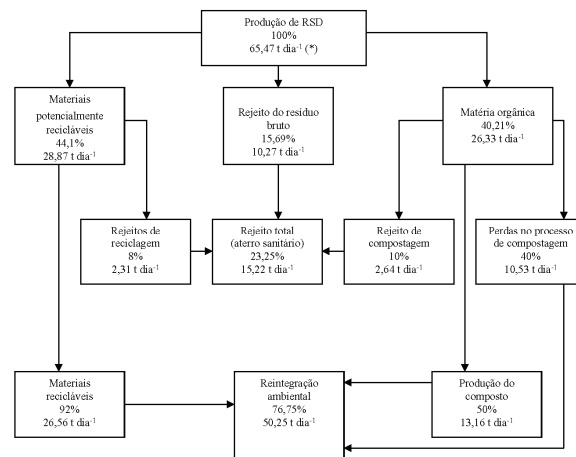 Produção de RSD
100%
65,47 t dia⁻¹ (*)
Materiais
potencialmente
recicláveis
44,1%
28,87 t dia⁻¹
Rejeito do resíduo
bruto
15,69%
10,27 t dia⁻¹
Matéria orgânica
40,21%
26,33 t dia⁻¹
Rejeitos de
reciclagem
8%
2,31 t dia⁻¹
Rejeito total
(aterro sanitário)
23,25%
15,22 t dia⁻¹
Rejeito de
compostagem
10%
2,64 t dia⁻¹
Perdas no processo
de compostagem
40%
10,53 t dia⁻¹
Materiais
recicláveis
92%
26,56 t dia⁻¹
Reintegração
ambiental
76,75%
50,25 t dia⁻¹
Produção do
composto
50%
13,16 t dia⁻¹